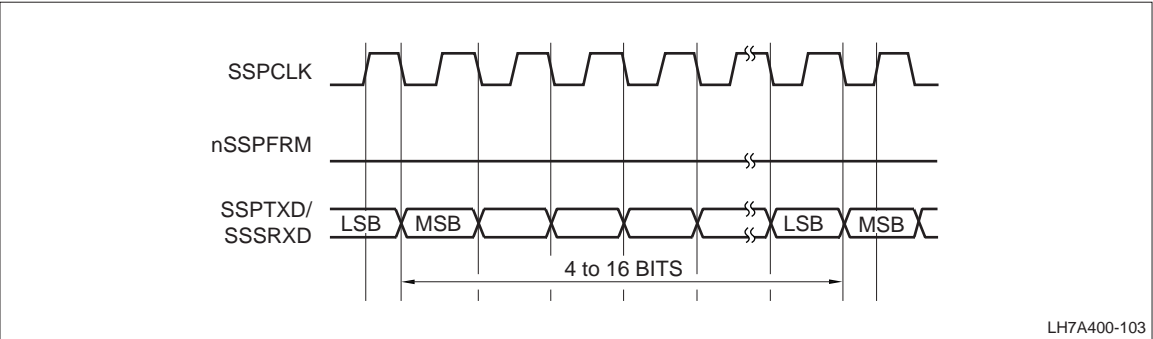 SSPCLK
nSSPFRM
SSPTXD/
SSSRXD
LSB MSB LSB MSB
4 to 16 BITS
LH7A400-103